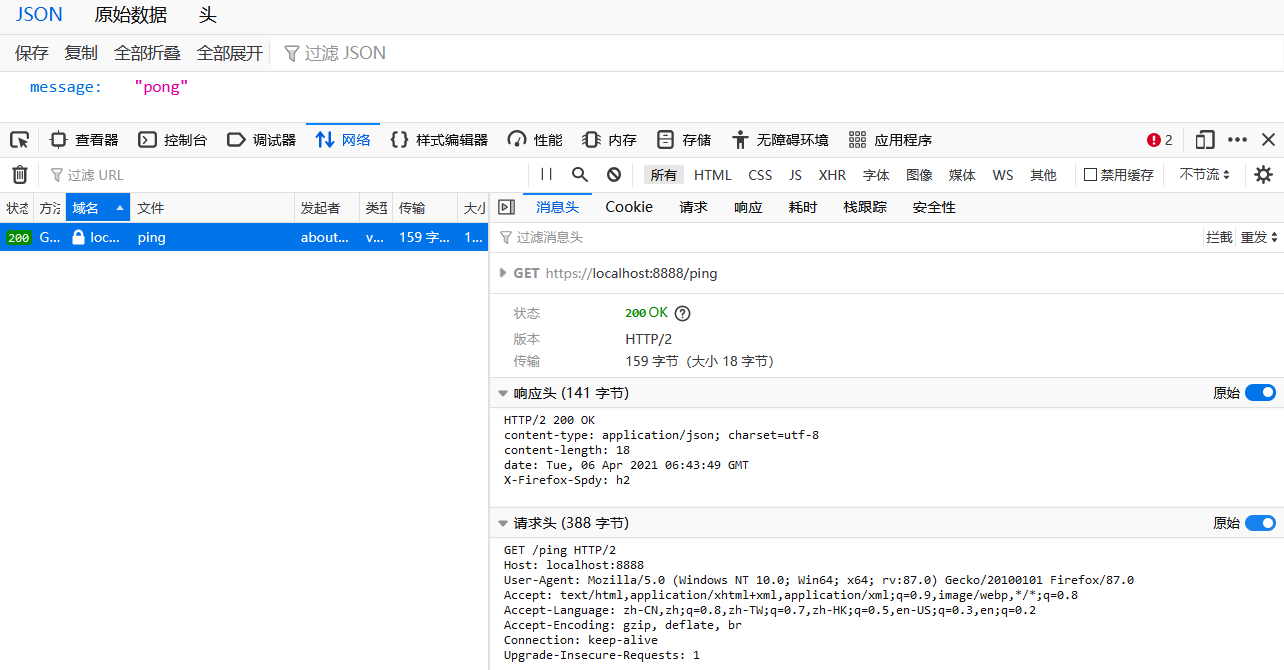 JSON 原始数据 头
保存 复制 全部折叠 全部展开 过滤 JSON
message: "pong"
查看器 控制台 调试器 网络 {} 样式编辑器 性能 内存 存储 无障碍环境 应用程序 2
过滤 URL 所有 HTML CSS JS XHR 字体 图像 媒体 WS 其他 禁用缓存 不节流
状态 方法 域名 文件 发起者 类型 传输 大小
200 G... loc... ping about... v... 159 字... 1...
消息头 Cookie 请求 响应 耗时 栈跟踪 安全性
过滤消息头 拦截 重发
GET https://localhost:8888/ping
状态 200 OK ?
版本 HTTP/2
传输 159 字节 (大小 18 字节)
响应头 (141 字节) 原始
HTTP/2 200 OK
content-type: application/json; charset=utf-8
content-length: 18
date: Tue, 06 Apr 2021 06:43:49 GMT
X-Firefox-Spdy: h2
请求头 (388 字节) 原始
GET /ping HTTP/2
Host: localhost:8888
User-Agent: Mozilla/5.0 (Windows NT 10.0; Win64; x64; rv:87.0) Gecko/20100101 Firefox/87.0
Accept: text/html,application/xhtml+xml,application/xml;q=0.9,image/webp,*/*;q=0.8
Accept-Language: zh-CN,zh;q=0.8,zh-TW;q=0.7,zh-HK;q=0.5,en-US;q=0.3,en;q=0.2
Accept-Encoding: gzip, deflate, br
Connection: keep-alive
Upgrade-Insecure-Requests: 1